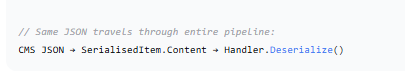 // Same JSON travels through entire pipeline:
CMS JSON → SerialisedItem.Content → Handler.Deserialize()